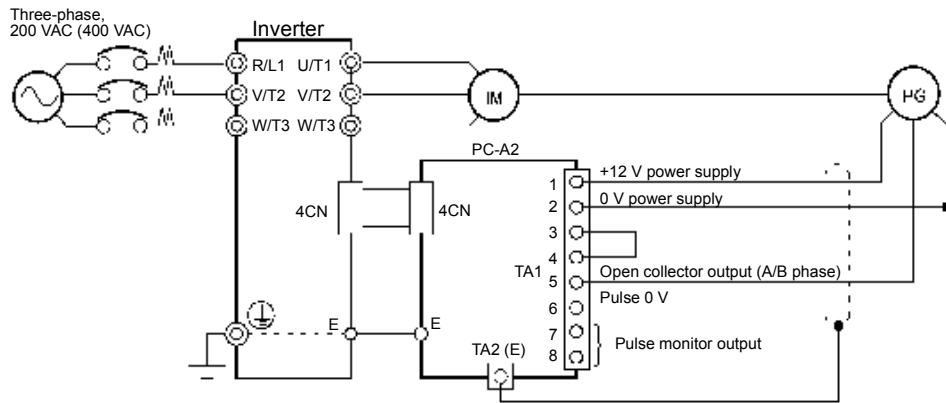 Three-phase,
200 VAC (400 VAC)
Inverter
R/L1 U/T1
V/T2 V/T2
W/T3 W/T3
IM
PG
PC-A2
4CN 4CN
1 +12 V power supply
2 0 V power supply
3
4
TA1
5 Open collector output (A/B phase)
6 Pulse 0 V
7
Pulse monitor output
8
E E
TA2 (E)